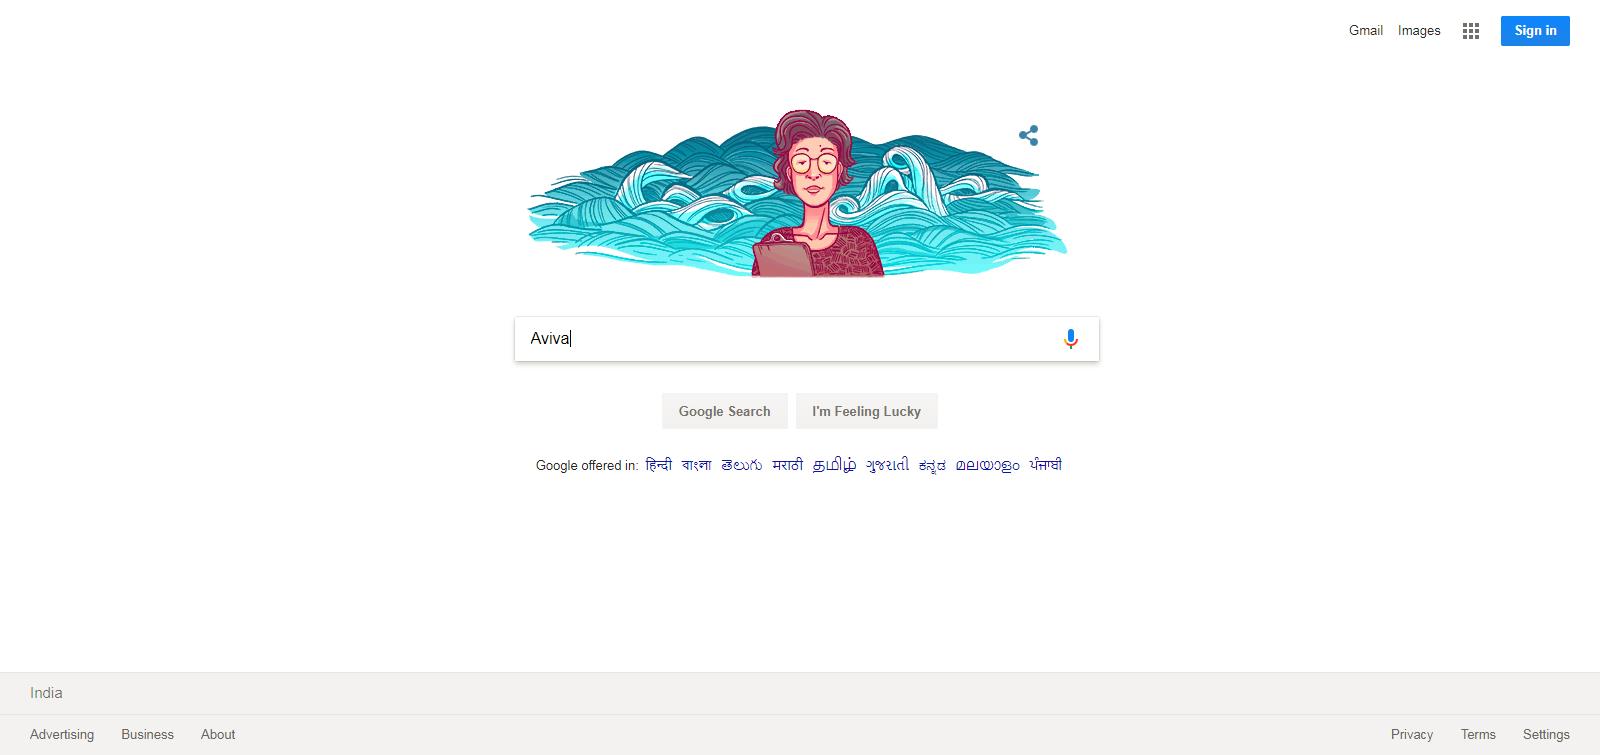 Gmail Images Sign in
Aviva
Google Search I'm Feeling Lucky
Google offered in: हिन्दी বাংলা తెలుగు मराठी தமிழ் ગુજરાતી ಕನ್ನಡ മലയാളം ਪੰਜਾਬੀ
India
Advertising Business About Privacy Terms Settings